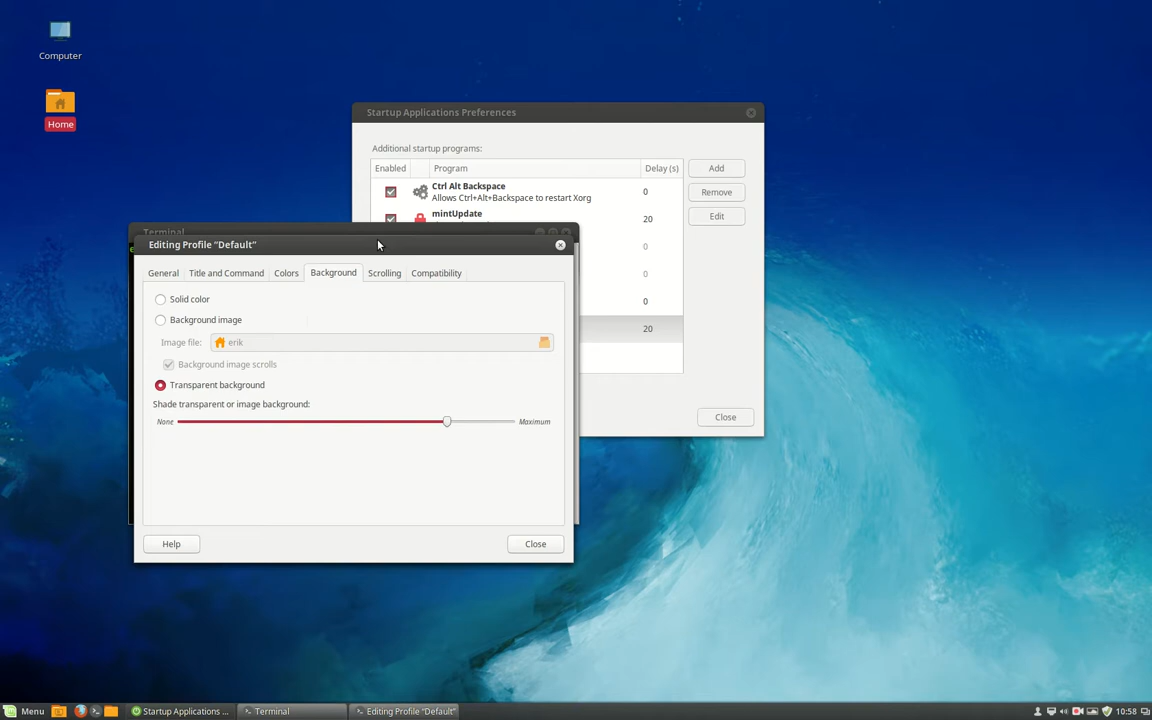 Computer
Home
Startup Applications Preferences
Additional startup programs:
Enabled Program Delay (s)
Ctrl Alt Backspace 0
Allows Ctrl+Alt+Backspace to restart Xorg
mintUpdate 20
0
0
0
20
Add
Remove
Edit
Close
Terminal
Editing Profile “Default”
General Title and Command Colors Background Scrolling Compatibility
Solid color
Background image
Image file: erik
Background image scrolls
Transparent background
Shade transparent or image background:
None Maximum
Help Close
Menu Startup Applications ... Terminal Editing Profile “Default” 10:58